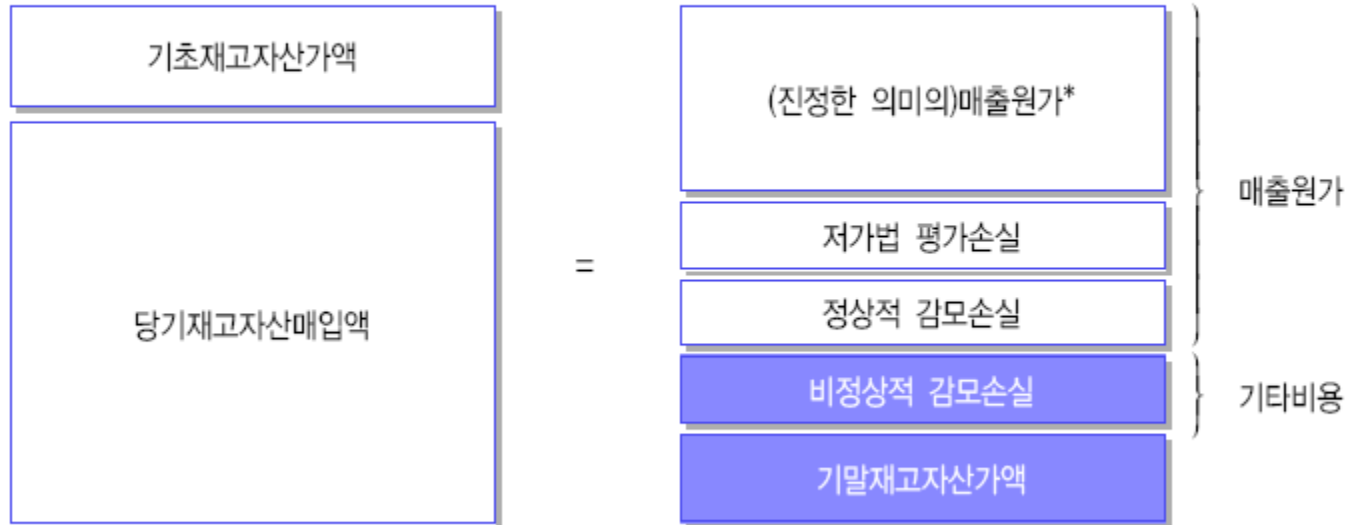 기초재고자산가액
당기재고자산매입액
=
(진정한 의미의)매출원가*
저가법 평가손실
정상적 감모손실
비정상적 감모손실
기말재고자산가액
매출원가
기타비용